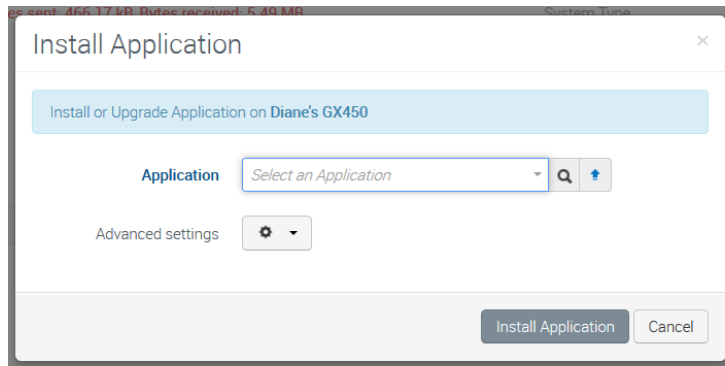 es sent: 466.17 kB Bytes received: 5.49 MB System Type
Install Application ×
Install or Upgrade Application on Diane's GX450
Application Select an Application
Advanced settings
Install Application Cancel